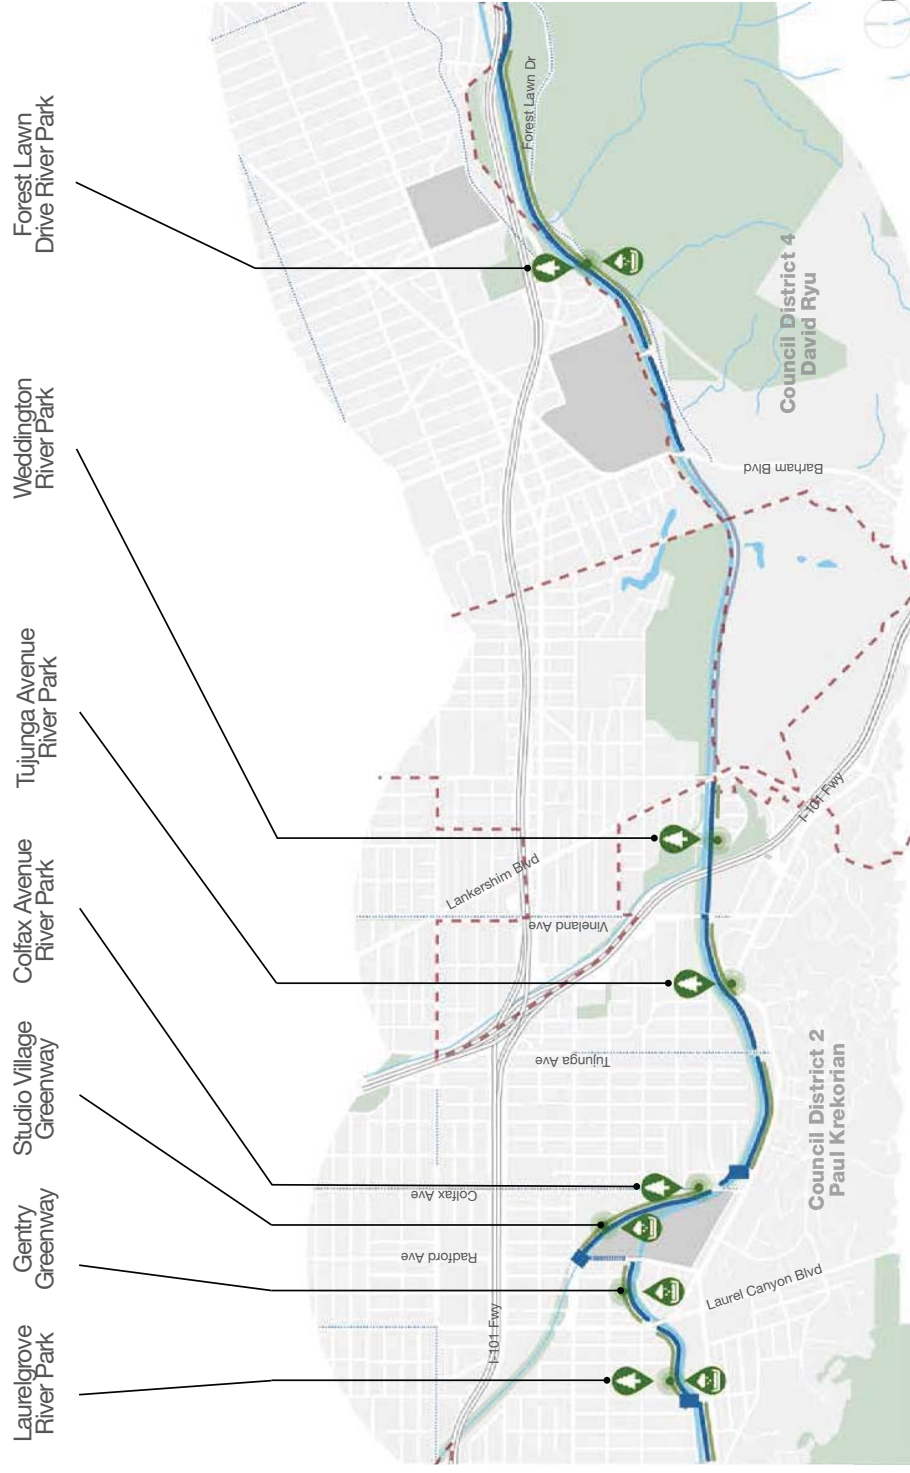 Laurelgrove
River Park
Gentry
Greenway
Studio Village
Greenway
Colfax Avenue
River Park
Tujunga Avenue
River Park
Weddington
River Park
Forest Lawn
Drive River Park
I-101 Fwy
Radford Ave
Colfax Ave
Laurel Canyon Blvd
Tujunga Ave
Vineland Ave
Lankershim Blvd
I-101 Fwy
Barham Blvd
Forest Lawn Dr
Council District 2
Paul Krekorian
Council District 4
David Ryu